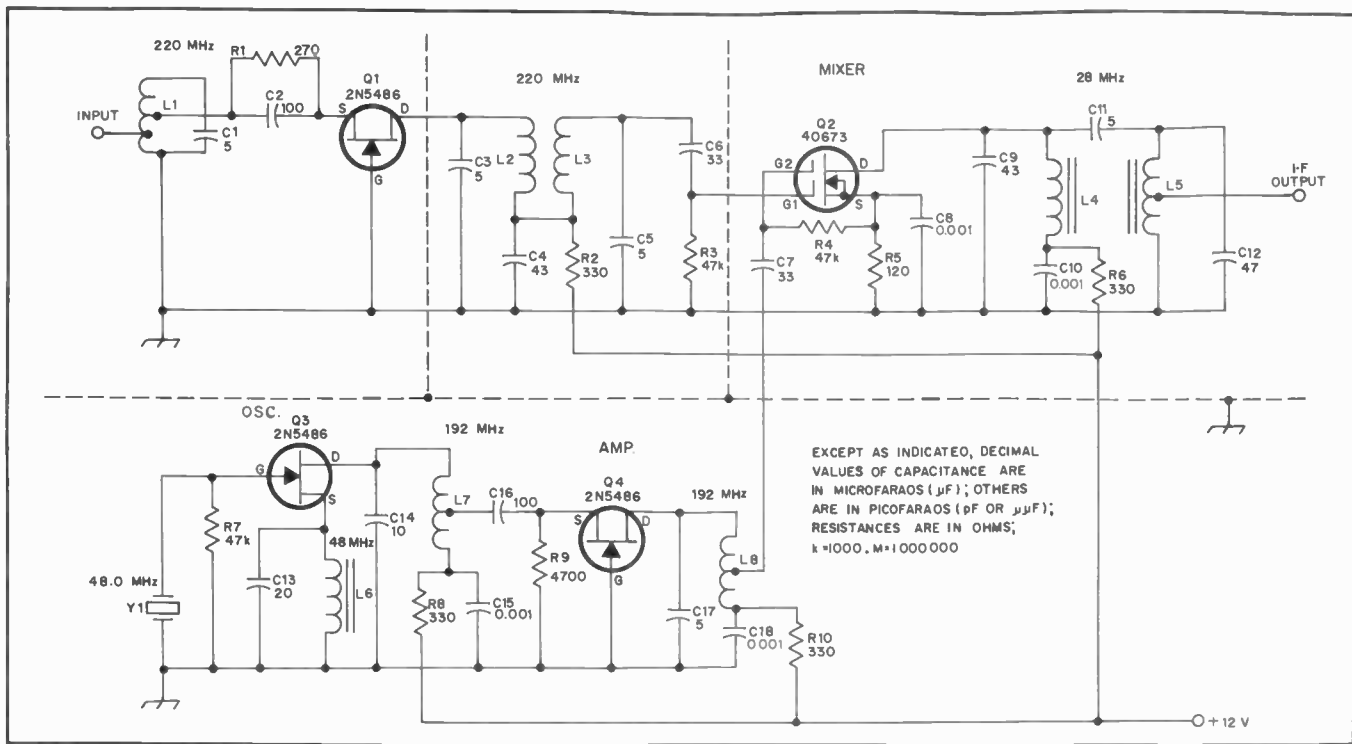 220 MHz
R1
270
INPUT
L1
C2
100
C1
5
Q1
2N5486
S
D
G
220 MHz
C3
5
L2
L3
C4
43
R2
330
C5
5
C6
33
R3
47k
MIXER
Q2
40673
G2
G1
D
S
R4
47k
C7
33
R5
120
C8
0.001
28 MHz
C9
43
C11
5
L4
L5
C10
0.001
R6
330
C12
47
I-F
OUTPUT
OSC.
Q3
2N5486
G
D
S
48.0 MHz
Y1
R7
47k
C13
20
48 MHz
L6
C14
10
192 MHz
L7
C16
100
R8
330
C15
0.001
AMP.
Q4
2N5486
S
D
G
R9
4700
192 MHz
L8
C17
5
C18
0.001
R10
330
EXCEPT AS INDICATED, DECIMAL
VALUES OF CAPACITANCE ARE
IN MICROFARAOS (µF); OTHERS
ARE IN PICOFARAOS (pF OR µµF);
RESISTANCES ARE IN OHMS;
k=1000. M=1000000
+12 V